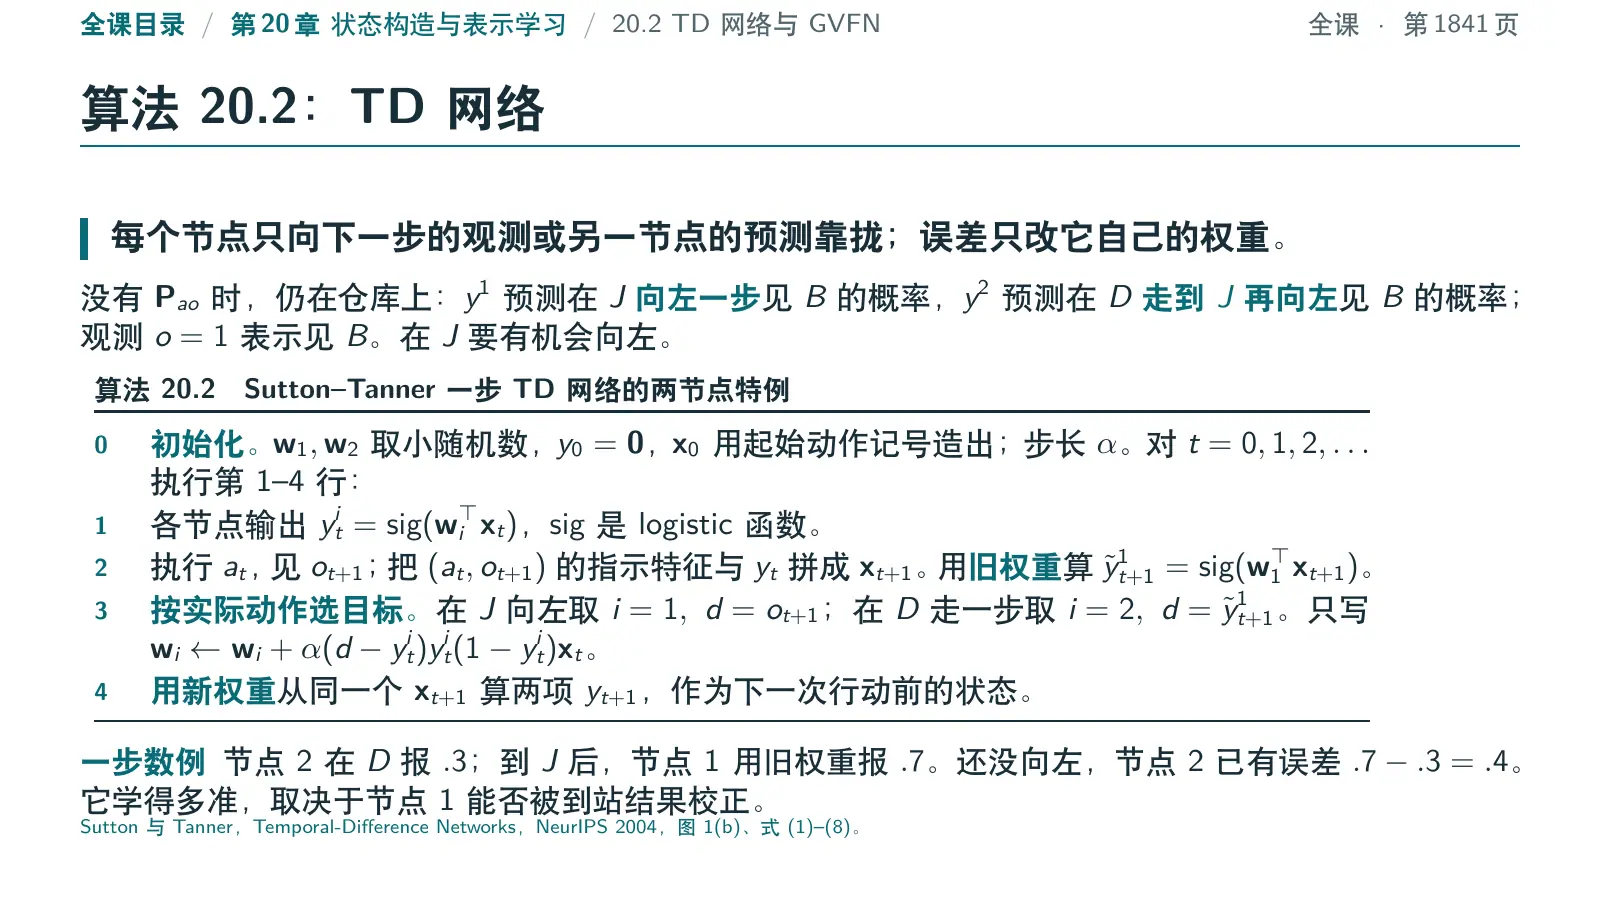 全课目录 / 第 20 章 状态构造与表示学习 / 20.2 TD 网络与 GVFN
全课 · 第 1841 页
算法 20.2：TD 网络
每个节点只向下一步的观测或另一节点的预测靠拢；误差只改它自己的权重。
没有 P_{ao} 时，仍在仓库上：y^1 预测在 J 向左一步见 B 的概率，y^2 预测在 D 走到 J 再向左见 B 的概率；
观测 o = 1 表示见 B。在 J 要有机会向左。
算法 20.2 Sutton–Tanner 一步 TD 网络的两节点特例
0 初始化。w_1, w_2 取小随机数，y_0 = 0，x_0 用起始动作记号造出；步长 α。对 t = 0, 1, 2, …
执行第 1–4 行：
1 各节点输出 y_t^i = sig(w_i^⊤ x_t)，sig 是 logistic 函数。
2 执行 a_t，见 o_{t+1}；把 (a_t, o_{t+1}) 的指示特征与 y_t 拼成 x_{t+1}。用旧权重算 ỹ_{t+1}^1 = sig(w_1^⊤ x_{t+1})。
3 按实际动作选目标。在 J 向左取 i = 1, d = o_{t+1}；在 D 走一步取 i = 2, d = ỹ_{t+1}^1。只写
w_i ← w_i + α(d − y_t^i)y_t^i(1 − y_t^i)x_t。
4 用新权重从同一个 x_{t+1} 算两项 y_{t+1}，作为下一次行动前的状态。
一步数例 节点 2 在 D 报 .3；到 J 后，节点 1 用旧权重报 .7。还没向左，节点 2 已有误差 .7 − .3 = .4。
它学得多准，取决于节点 1 能否被到站结果校正。
Sutton 与 Tanner，Temporal-Difference Networks，NeurIPS 2004，图 1(b)、式 (1)–(8)。